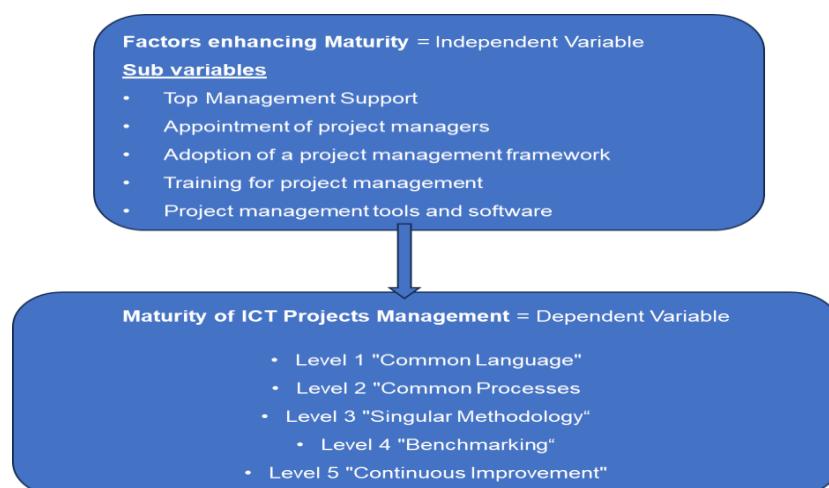 Factors enhancing Maturity = Independent Variable
Sub variables
• Top Management Support
• Appointment of project managers
• Adoption of a project management framework
• Training for project management
• Project management tools and software
Maturity of ICT Projects Management = Dependent Variable
• Level 1 "Common Language"
• Level 2 "Common Processes
• Level 3 "Singular Methodology“
• Level 4 "Benchmarking“
• Level 5 "Continuous Improvement"